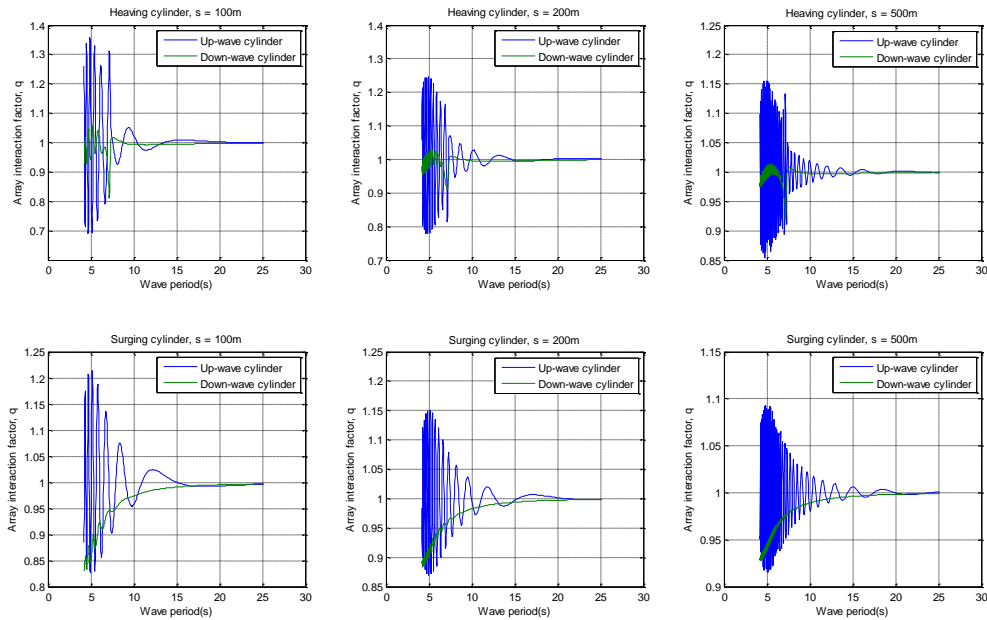 Heaving cylinder, s = 100m
Array interaction factor, q
1.4
1.3
1.2
1.1
1
0.9
0.8
0.7
0 5 10 15 20 25 30
Wave period(s)
Up-wave cylinder
Down-wave cylinder
Heaving cylinder, s = 200m
Array interaction factor, q
1.4
1.3
1.2
1.1
1
0.9
0.8
0.7
0 5 10 15 20 25 30
Wave period(s)
Up-wave cylinder
Down-wave cylinder
Heaving cylinder, s = 500m
Array interaction factor, q
1.25
1.2
1.15
1.1
1.05
1
0.95
0.9
0.85
0 5 10 15 20 25 30
Wave period(s)
Up-wave cylinder
Down-wave cylinder
Surging cylinder, s = 100m
Array interaction factor, q
1.25
1.2
1.15
1.1
1.05
1
0.95
0.9
0.85
0.8
0 5 10 15 20 25 30
Wave period(s)
Up-wave cylinder
Down-wave cylinder
Surging cylinder, s = 200m
Array interaction factor, q
1.25
1.2
1.15
1.1
1.05
1
0.95
0.9
0.85
0 5 10 15 20 25 30
Wave period(s)
Up-wave cylinder
Down-wave cylinder
Surging cylinder, s = 500m
Array interaction factor, q
1.15
1.1
1.05
1
0.95
0.9
0 5 10 15 20 25 30
Wave period(s)
Up-wave cylinder
Down-wave cylinder